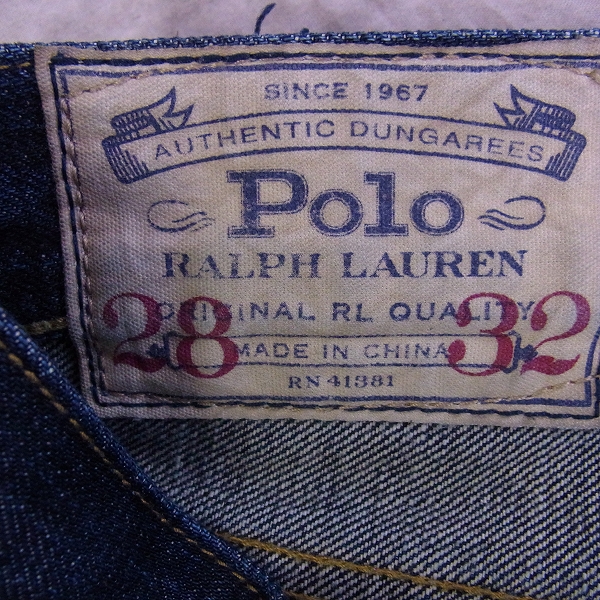 SINCE 1967
AUTHENTIC DUNGAREES
Polo
RALPH LAUREN
ORIGINAL RL QUALITY
28 32
MADE IN CHINA
RN 41381